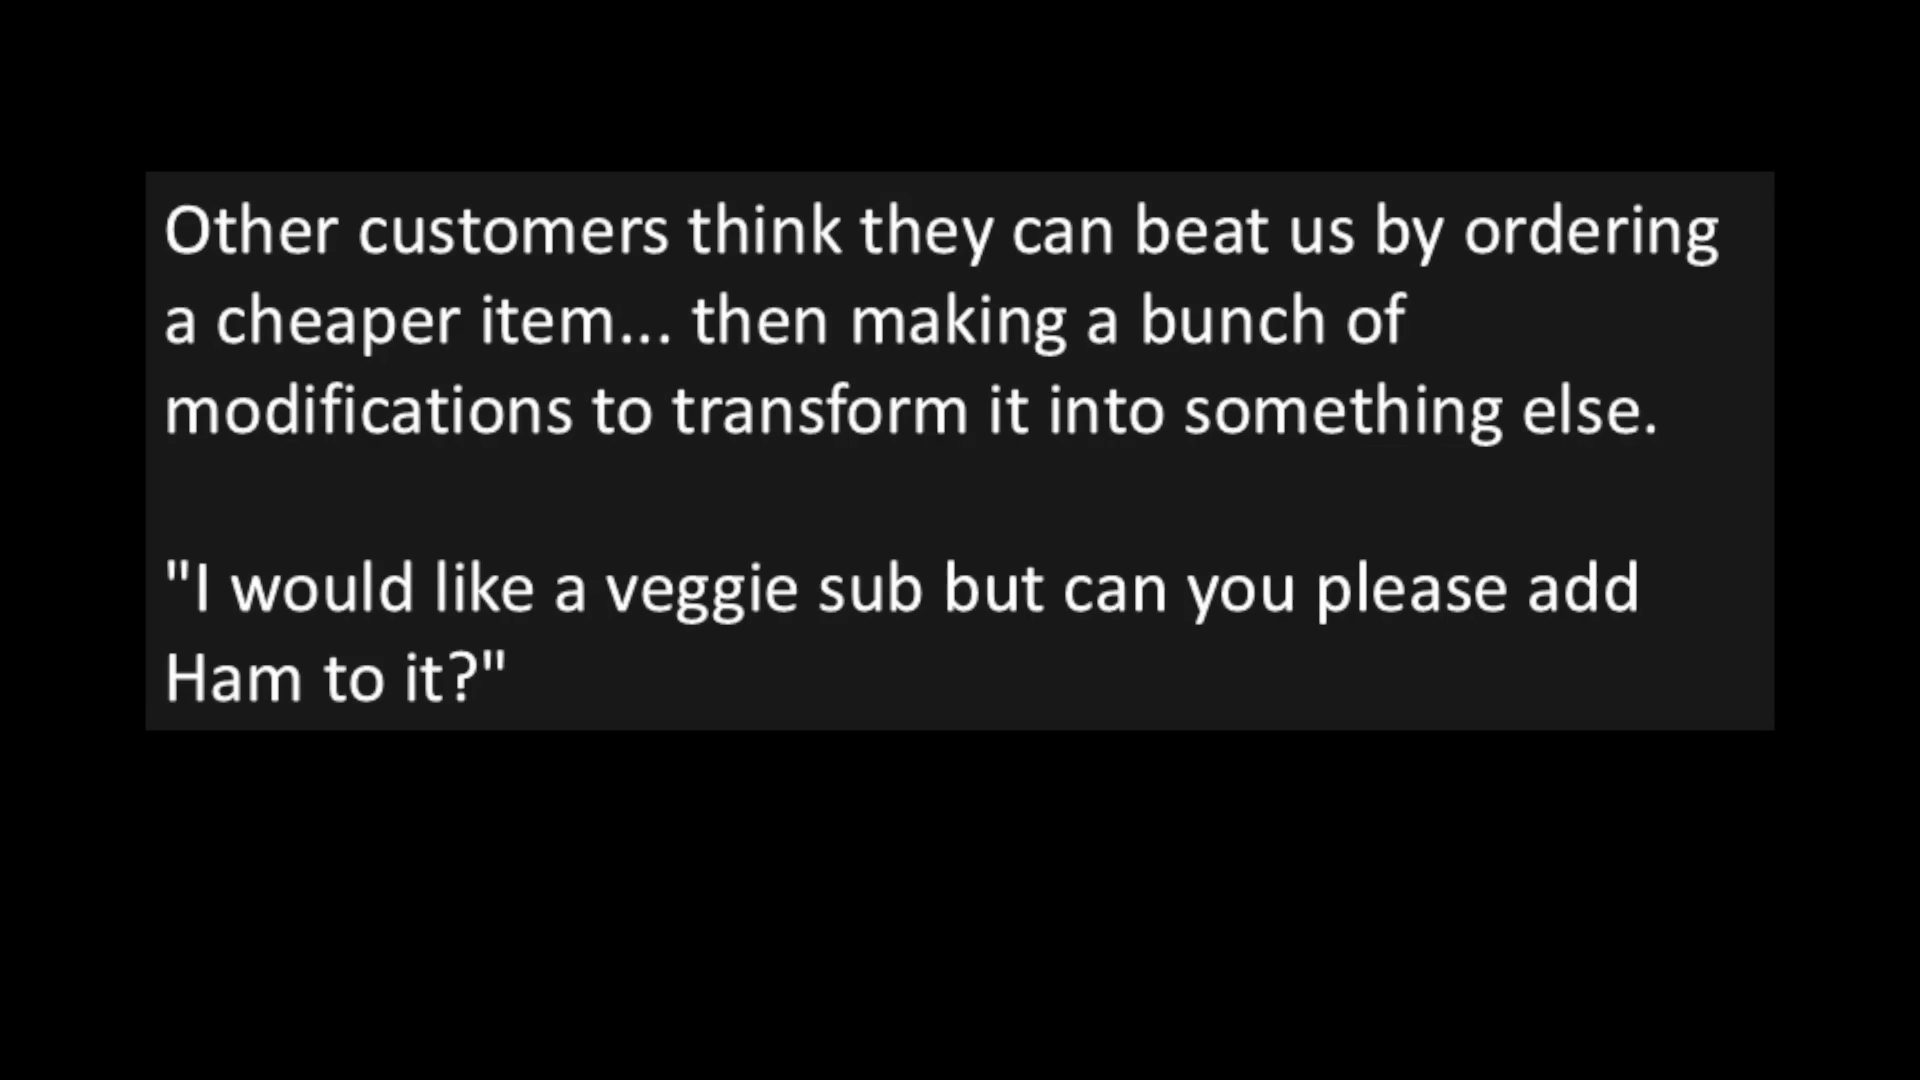 Other customers think they can beat us by ordering
a cheaper item... then making a bunch of
modifications to transform it into something else.
"I would like a veggie sub but can you please add
Ham to it?"